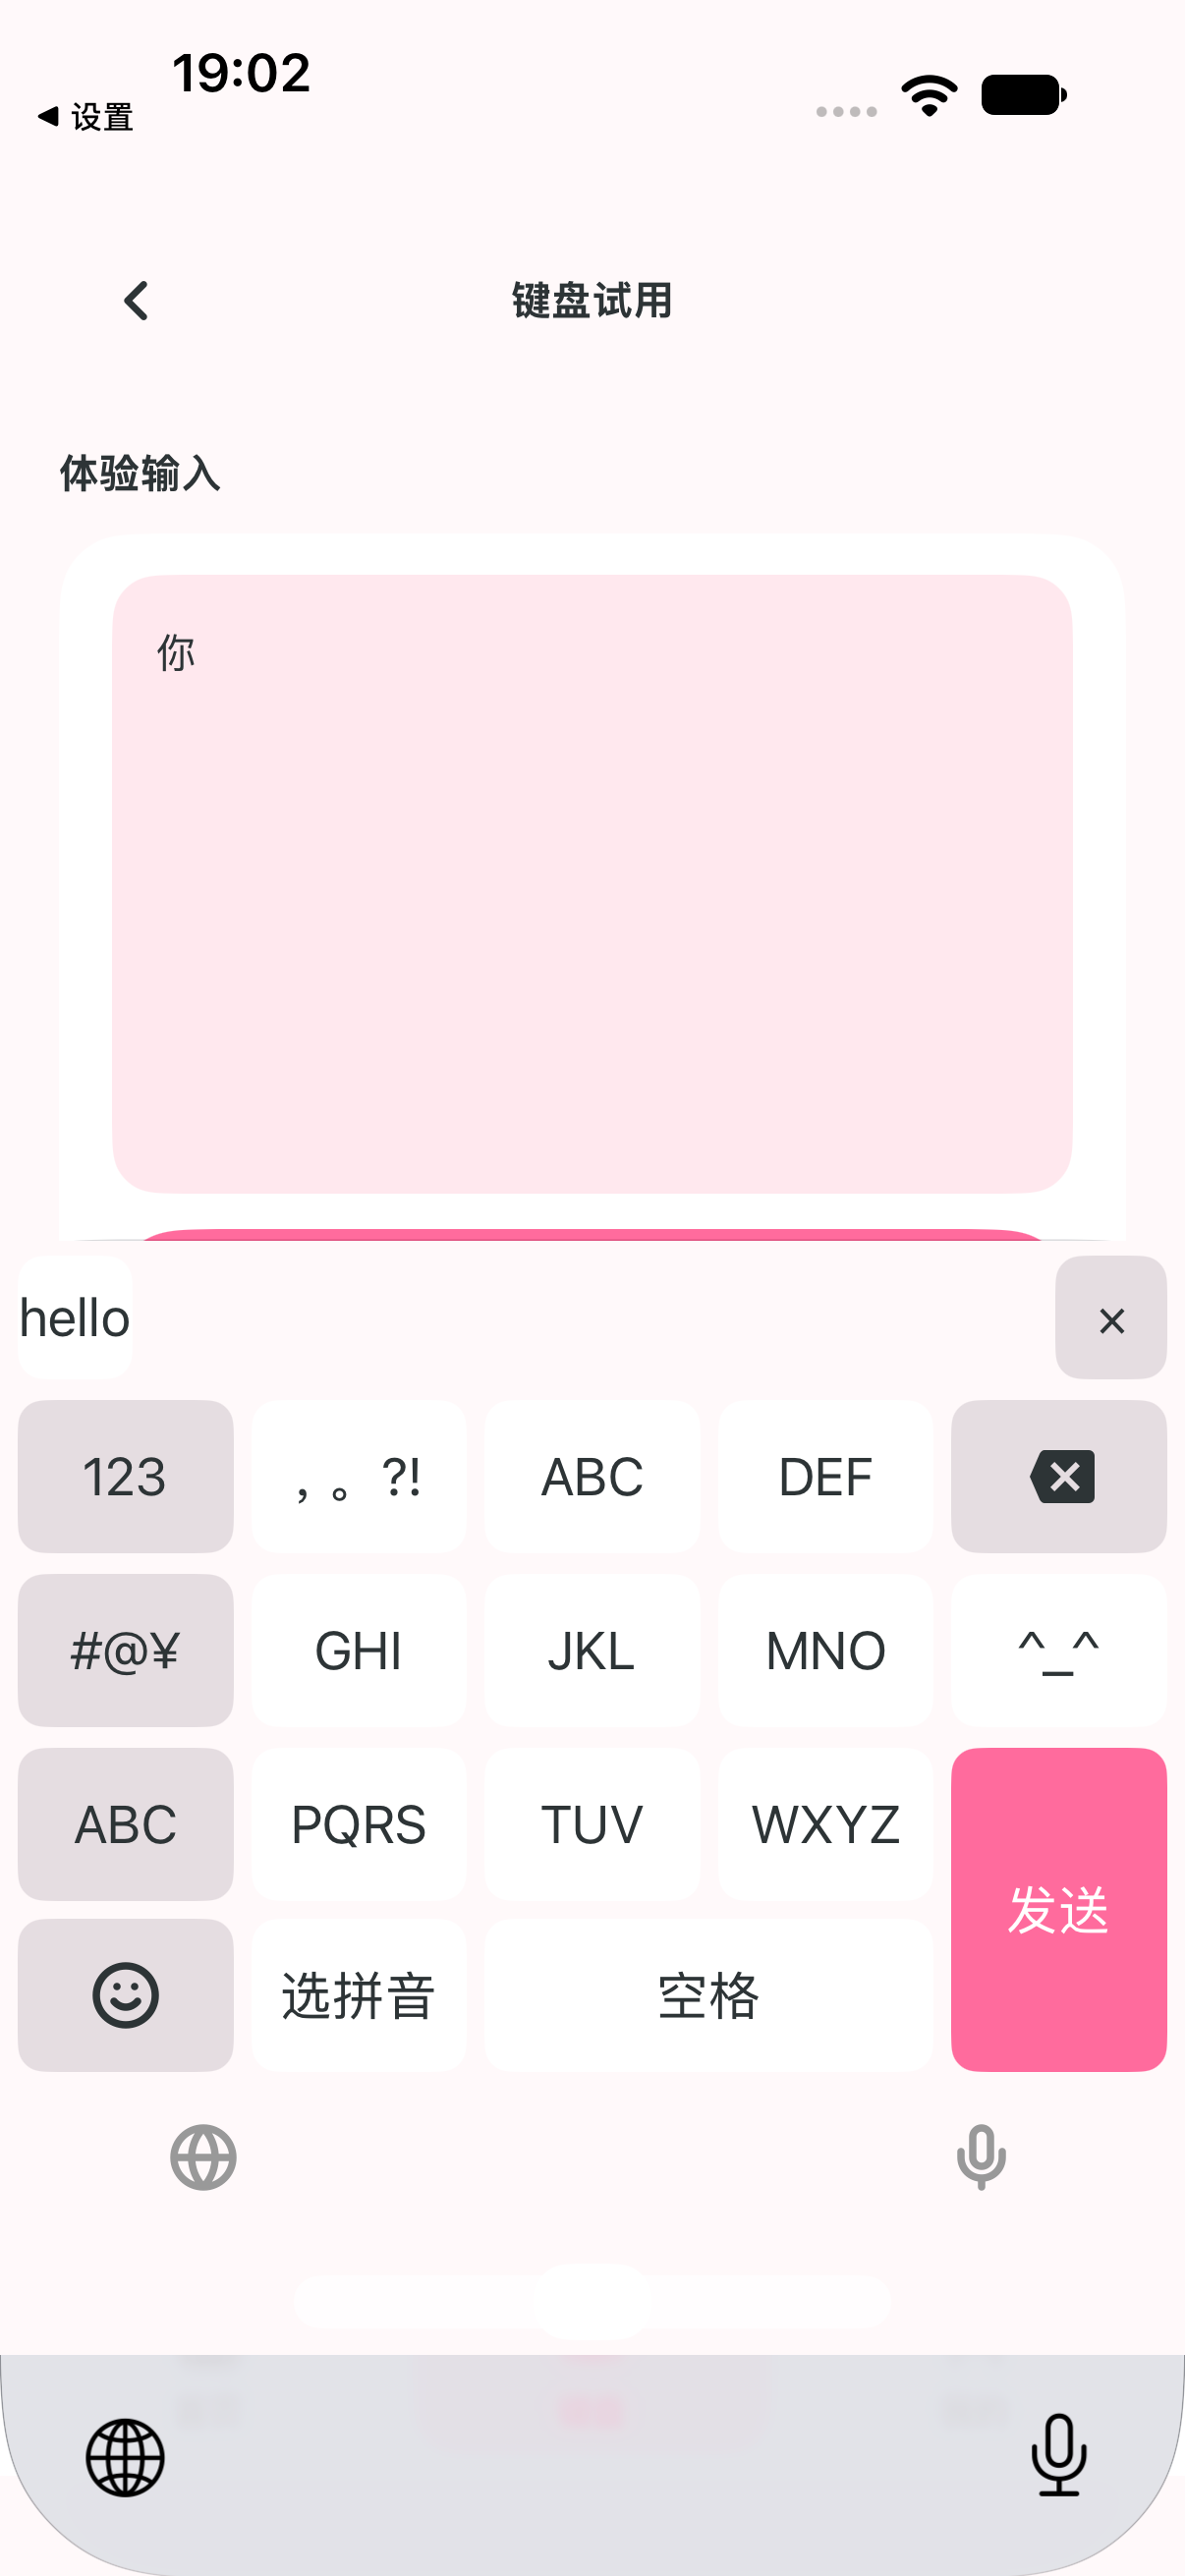 19:02
设置
键盘试用
体验输入
你
hello ×
123 ，。?! ABC DEF
#@¥ GHI JKL MNO ^_^
ABC PQRS TUV WXYZ
发送
选拼音 空格